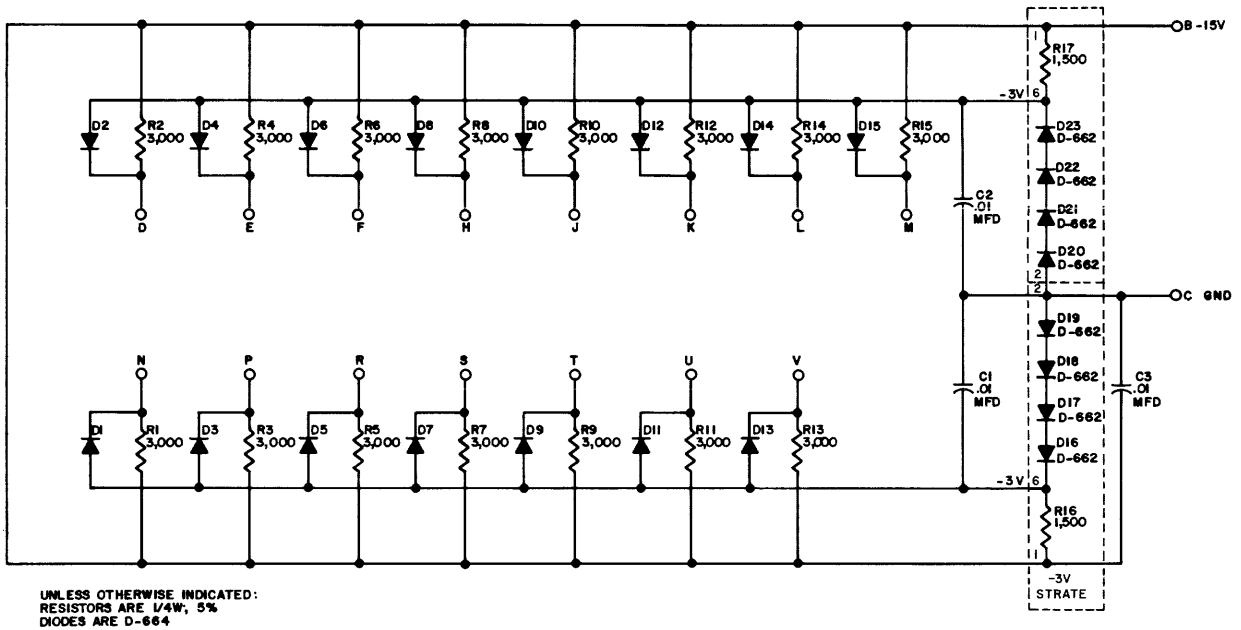 B -15V
1
R17
1,500
-3V 6
D2
R2
3,000
D4
R4
3,000
D6
R6
3,000
D8
R8
3,000
D10
R10
3,000
D12
R12
3,000
D14
R14
3,000
D15
R15
3,000
D23
D-662
D22
D-662
D21
D-662
D20
D-662
C2
.01
MFD
D
E
F
H
J
K
L
M
2
2
C GND
D19
D-662
D18
D-662
D17
D-662
D16
D-662
C1
.01
MFD
C3
.01
MFD
N
P
R
S
T
U
V
D1
R1
3,000
D3
R3
3,000
D5
R5
3,000
D7
R7
3,000
D9
R9
3,000
D11
R11
3,000
D13
R13
3,000
-3V 6
R16
1,500
1
-3V
STRATE
UNLESS OTHERWISE INDICATED:
RESISTORS ARE 1/4W, 5%
DIODES ARE D-664